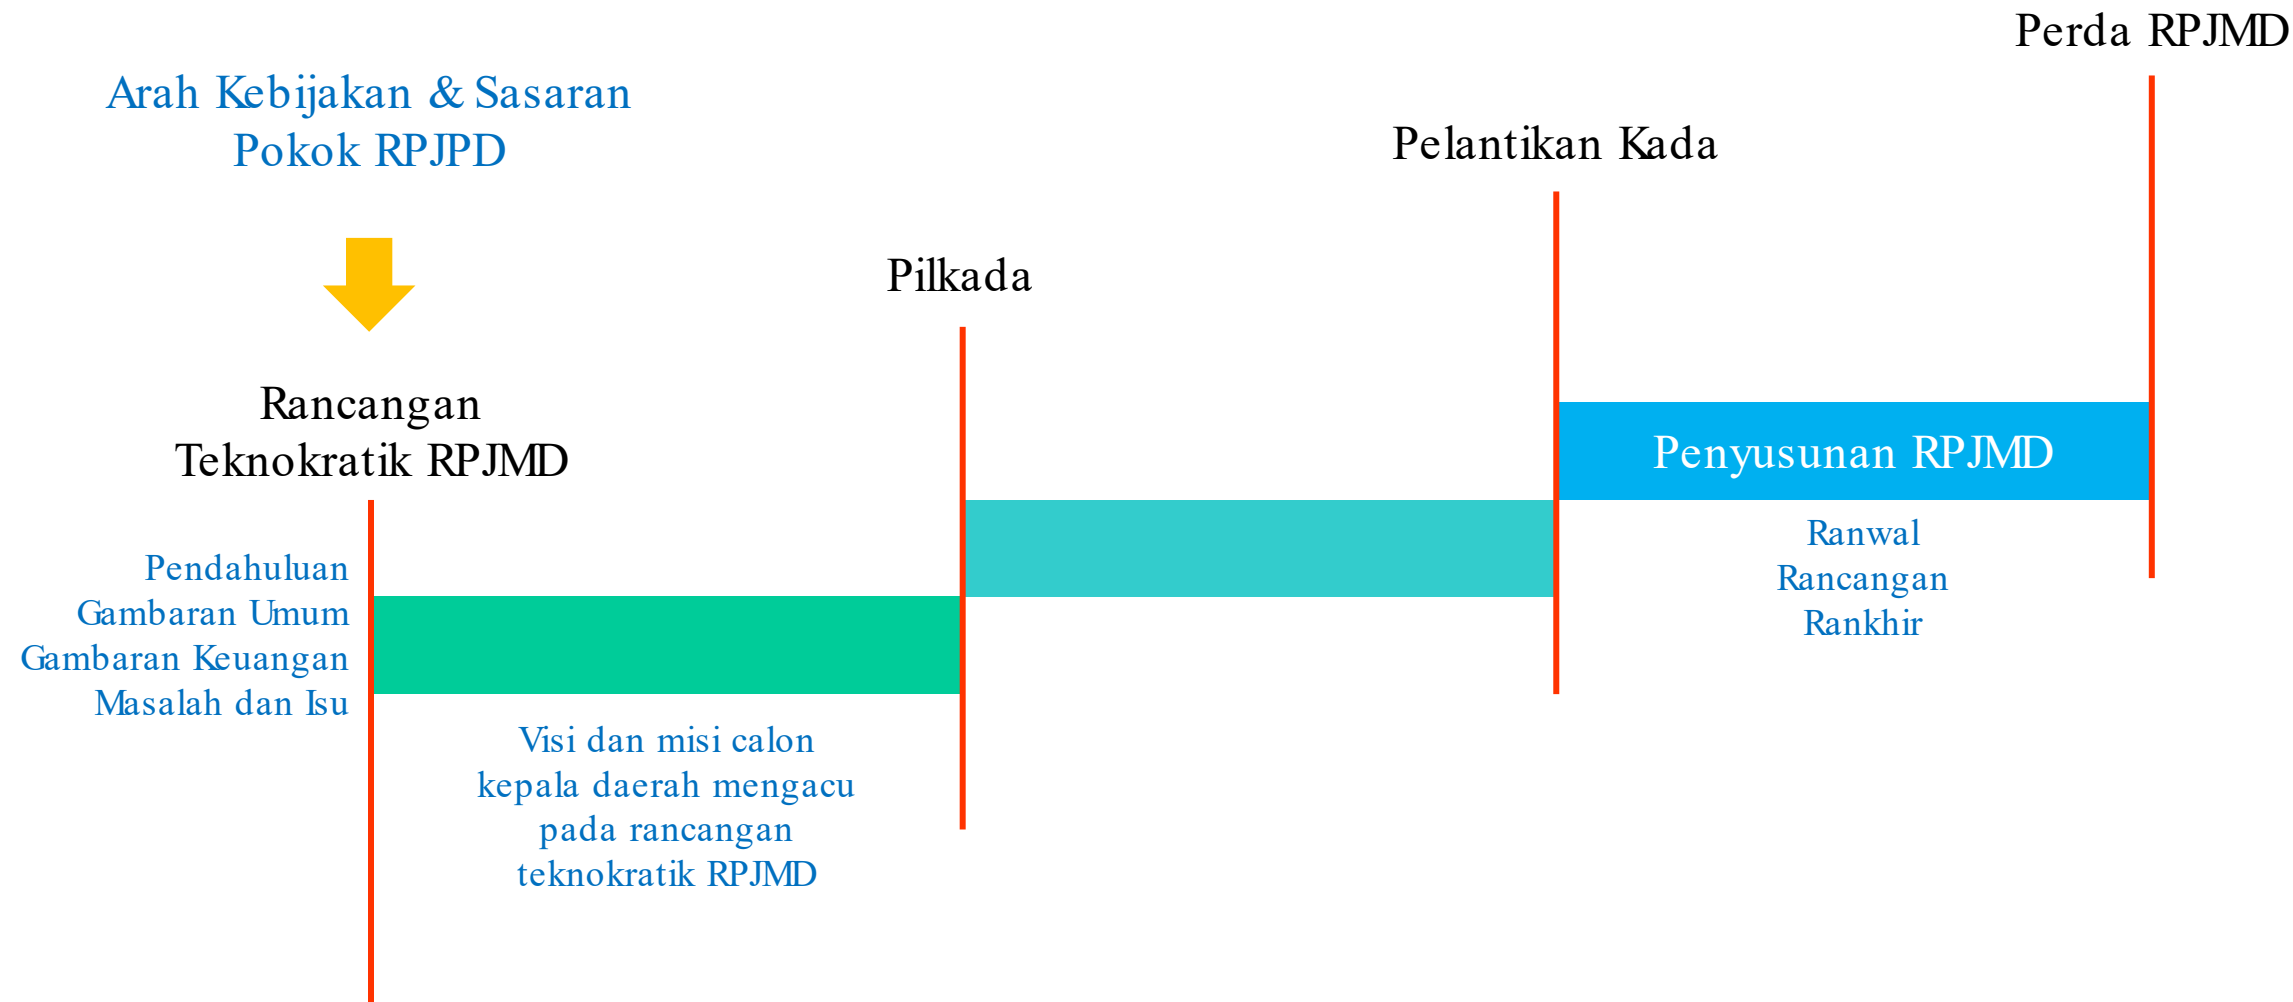 Arah Kebijakan & Sasaran
Pokok RPJPD
Rancangan
Teknokratik RPJMD
Pendahuluan
Gambaran Umum
Gambaran Keuangan
Masalah dan Isu
Visi dan misi calon
kepala daerah mengacu
pada rancangan
teknokratik RPJMD
Pilkada
Pelantikan Kada
Penyusunan RPJMD
Ranwal
Rancangan
Rankhir
Perda RPJMD